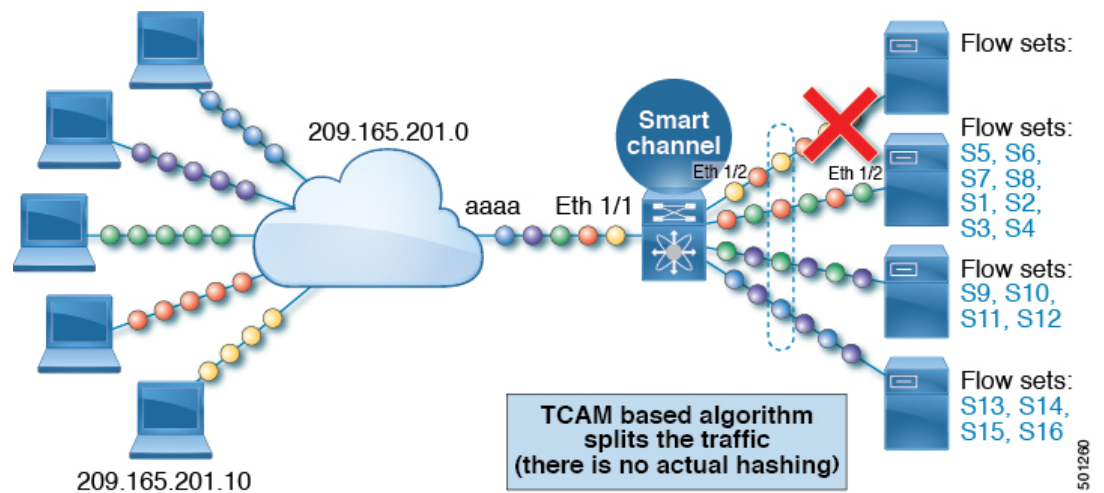 209.165.201.0
aaaa
Eth 1/1
Smart
channel
Eth 1/2
Eth 1/2
Flow sets:
Flow sets:
S5, S6,
S7, S8,
S1, S2,
S3, S4
Flow sets:
S9, S10,
S11, S12
Flow sets:
S13, S14,
S15, S16
TCAM based algorithm
splits the traffic
(there is no actual hashing)
209.165.201.10
501260